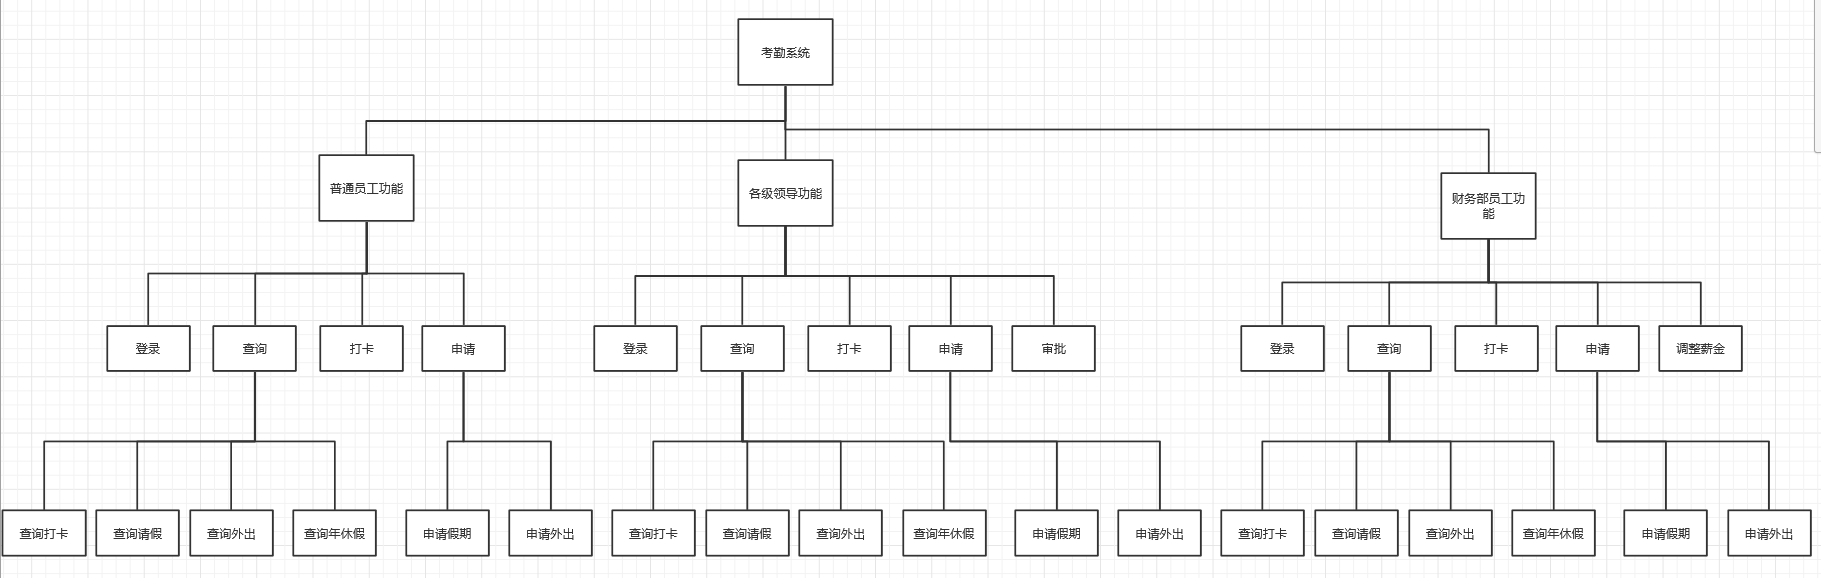 考勤系统
普通员工功能
各级领导功能
财务部员工功
能
登录
查询
打卡
申请
登录
查询
打卡
申请
审批
登录
查询
打卡
申请
调整薪金
查询打卡
查询请假
查询外出
查询年休假
申请假期
申请外出
查询打卡
查询请假
查询外出
查询年休假
申请假期
申请外出
查询打卡
查询请假
查询外出
查询年休假
申请假期
申请外出